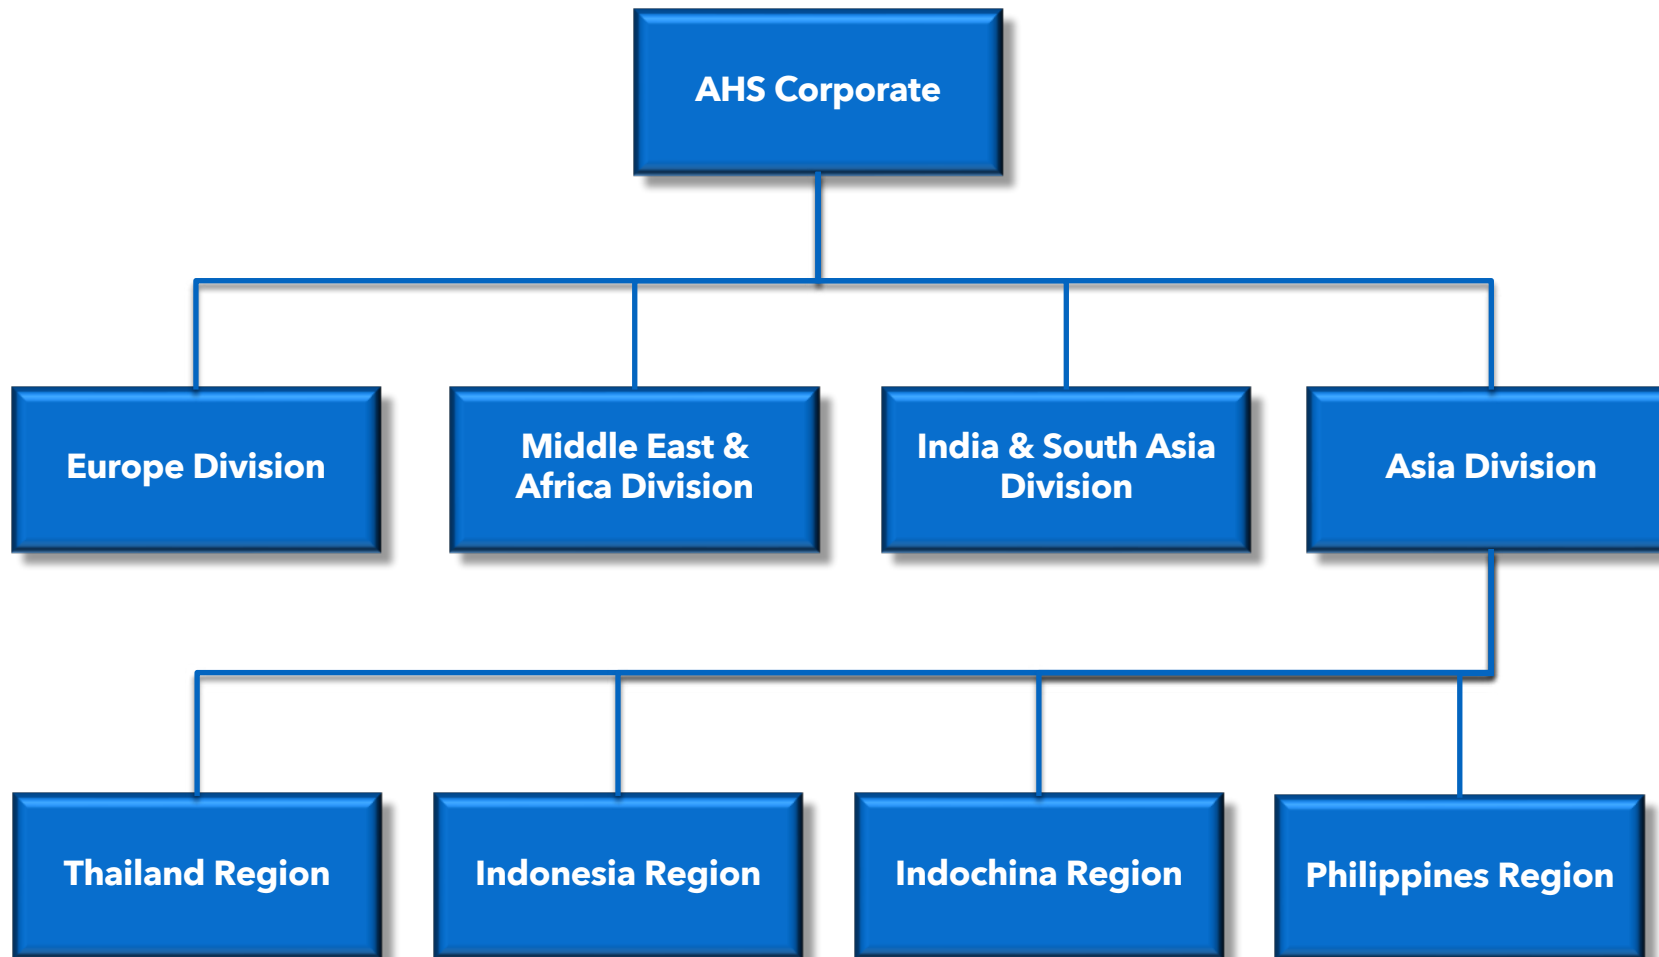 AHS Corporate
Europe Division
Middle East &
Africa Division
India & South Asia
Division
Asia Division
Thailand Region
Indonesia Region
Indochina Region
Philippines Region